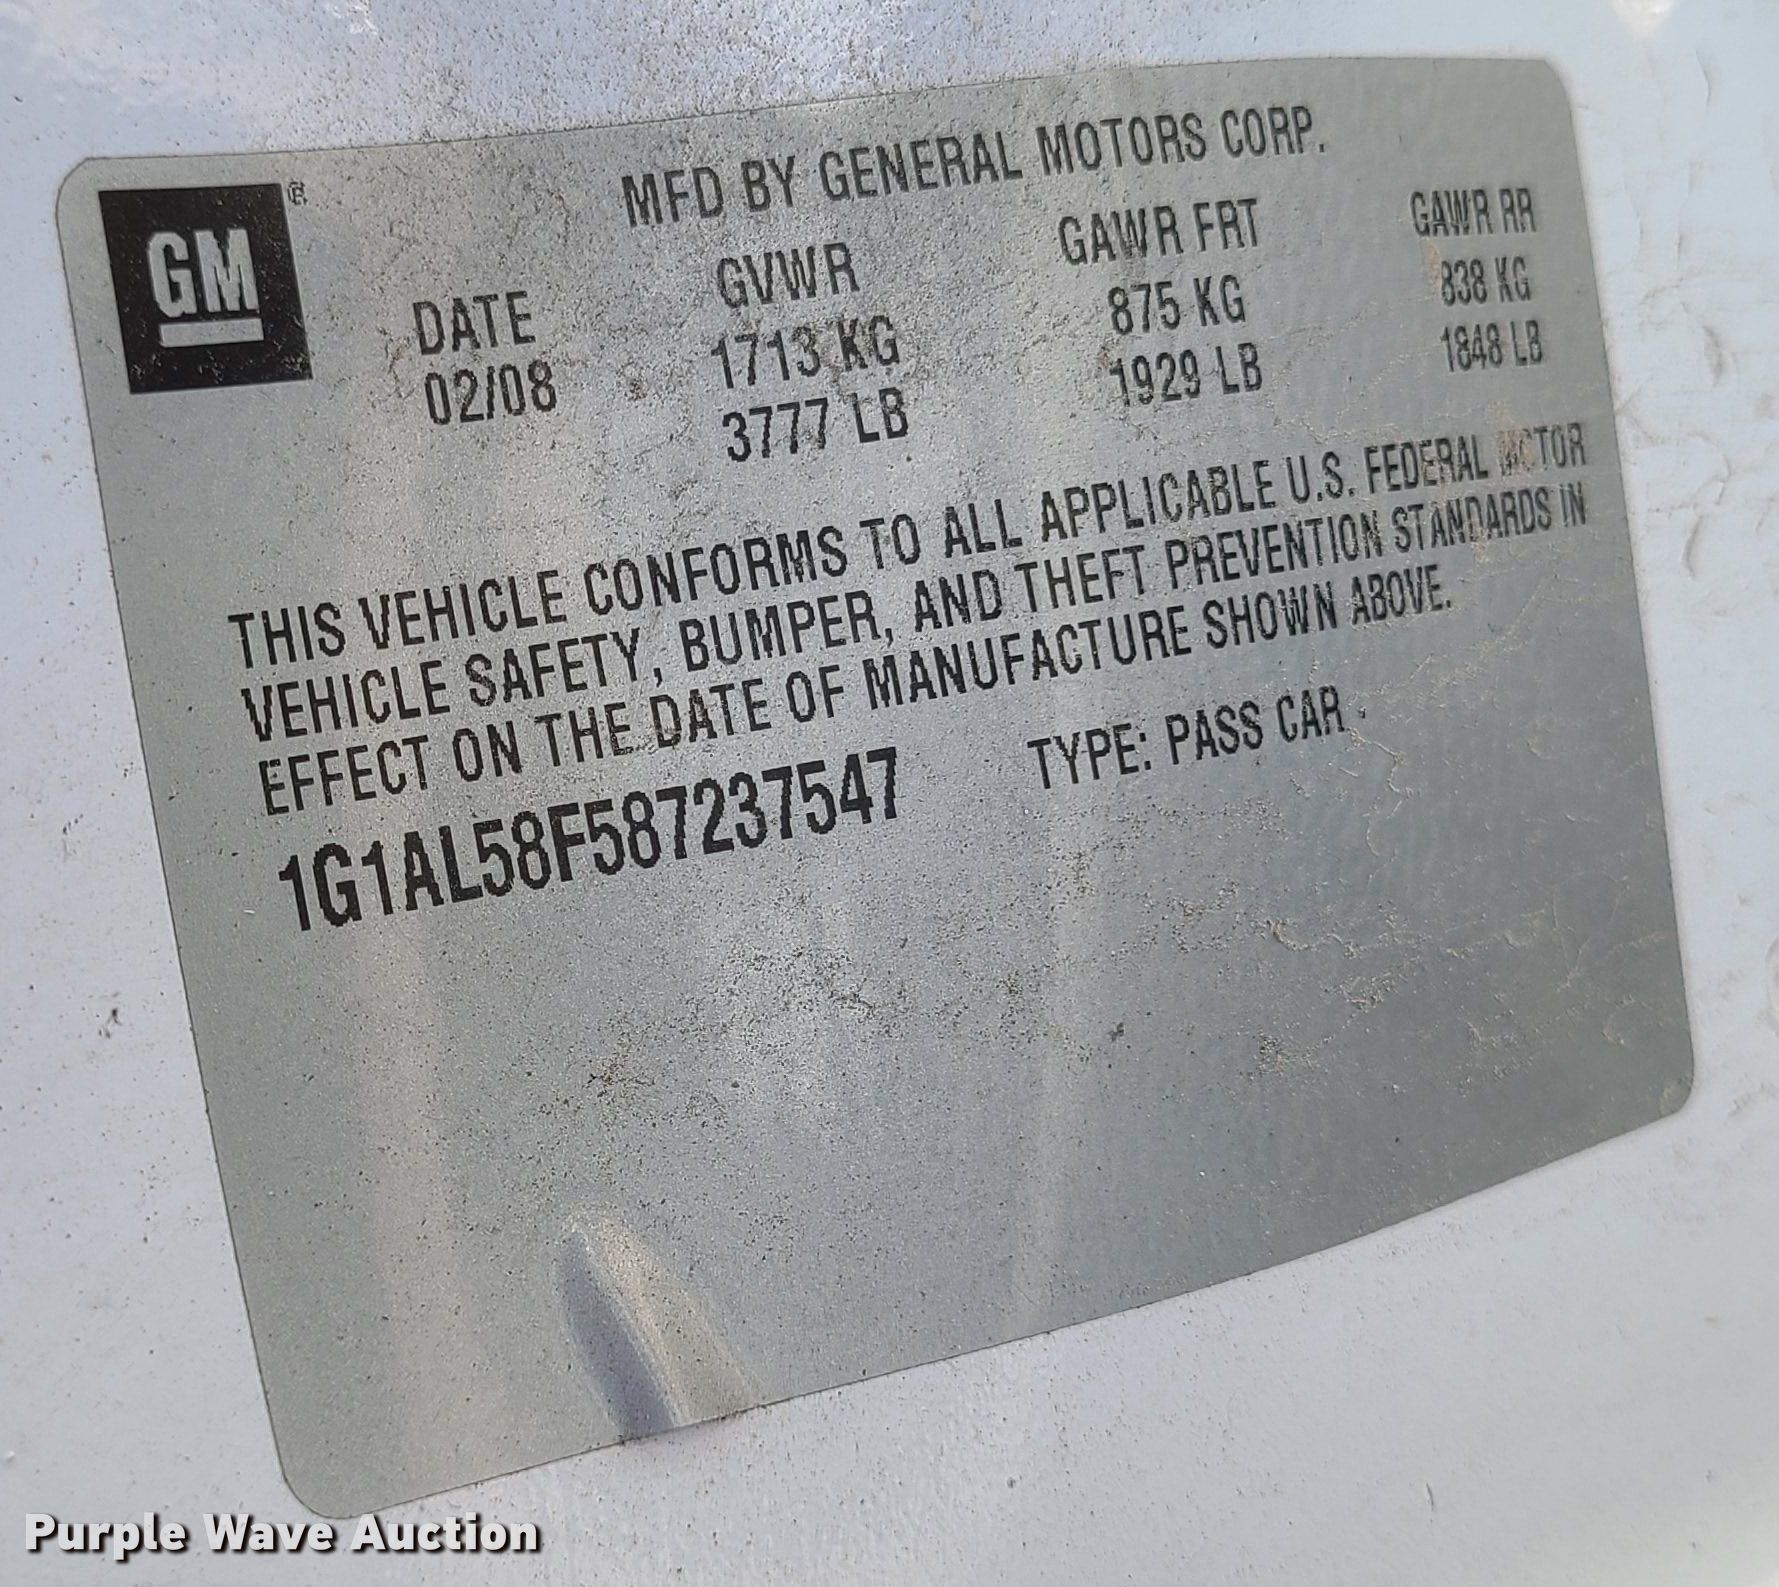 MFD BY GENERAL MOTORS CORP.
GM ®
DATE GVWR GAWR FRT GAWR RR
02/08 1713 KG 875 KG 838 KG
3777 LB 1929 LB 1848 LB
THIS VEHICLE CONFORMS TO ALL APPLICABLE U.S. FEDERAL MOTOR
VEHICLE SAFETY, BUMPER, AND THEFT PREVENTION STANDARDS IN
EFFECT ON THE DATE OF MANUFACTURE SHOWN ABOVE.
1G1AL58F587237547 TYPE: PASS CAR
Purple Wave Auction